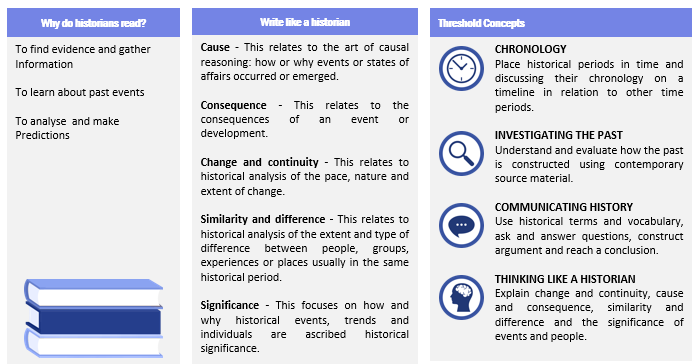 Why do historians read?
To find evidence and gather
Information
To learn about past events
To analyse and make
Predictions
Write like a historian
Cause - This relates to the art of causal
reasoning: how or why events or states of
affairs occurred or emerged.
Consequence - This relates to the
consequences of an event or
development.
Change and continuity - This relates to
historical analysis of the pace, nature and
extent of change.
Similarity and difference - This relates to
historical analysis of the extent and type of
difference between people, groups,
experiences or places usually in the same
historical period.
Significance - This focuses on how and
why historical events, trends and
individuals are ascribed historical
significance.
Threshold Concepts
CHRONOLOGY
Place historical periods in time and
discussing their chronology on a
timeline in relation to other time
periods.
INVESTIGATING THE PAST
Understand and evaluate how the past
is constructed using contemporary
source material.
COMMUNICATING HISTORY
Use historical terms and vocabulary,
ask and answer questions, construct
argument and reach a conclusion.
THINKING LIKE A HISTORIAN
Explain change and continuity, cause
and consequence, similarity and
difference and the significance of
events and people.